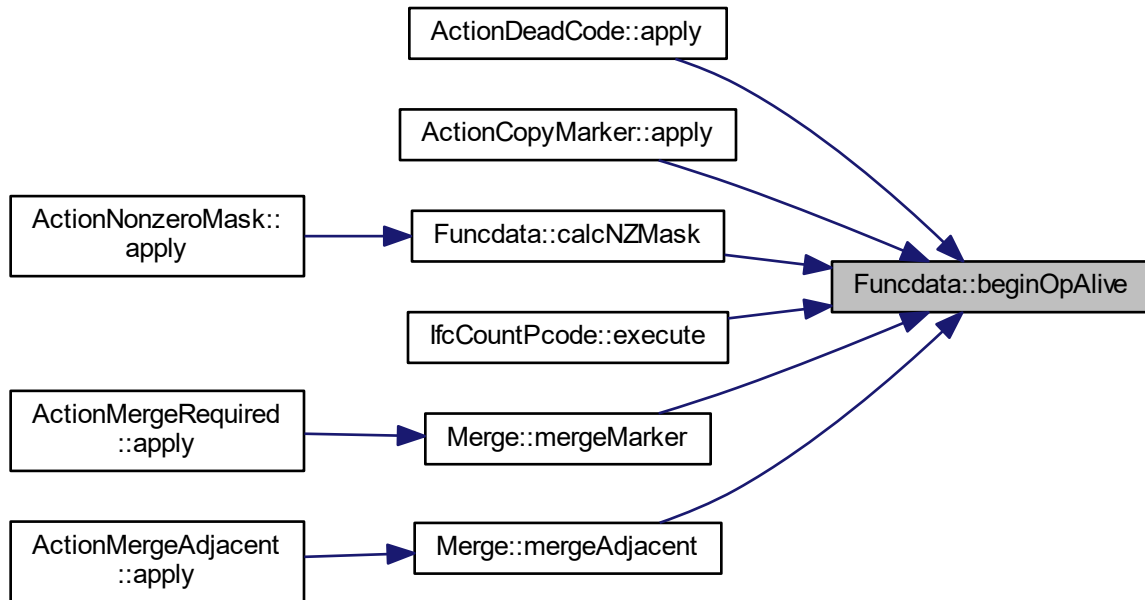 ActionDeadCode::apply
ActionCopyMarker::apply
ActionNonzeroMask::
apply
Funcdata::calcNZMask
Funcdata::beginOpAlive
IfcCountPcode::execute
ActionMergeRequired
::apply
Merge::mergeMarker
ActionMergeAdjacent
::apply
Merge::mergeAdjacent